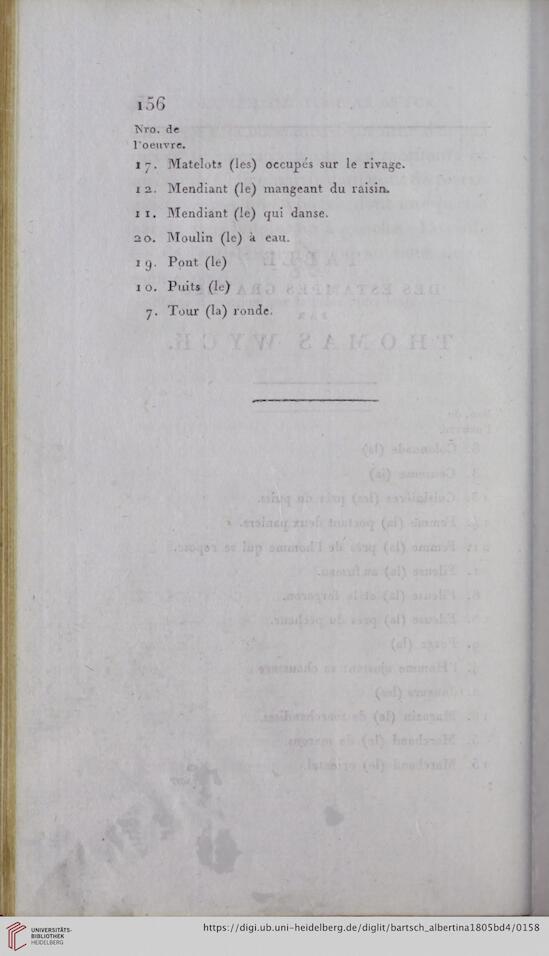 156
Nro. de
l'oeuvre.
17. Matelots (les) occupés sur le rivage.
12. Mendiant (le) mangeant du raisin.
11. Mendiant (le) qui danse.
20. Moulin (le) à eau.
19. Pont (le)
10. Puits (le)
7. Tour (la) ronde.
UNIVERSITÄTS-
BIBLIOTHEK
HEIDELBERG
https://digi.ub.uni-heidelberg.de/diglit/bartsch_albertina1805bd4/0158